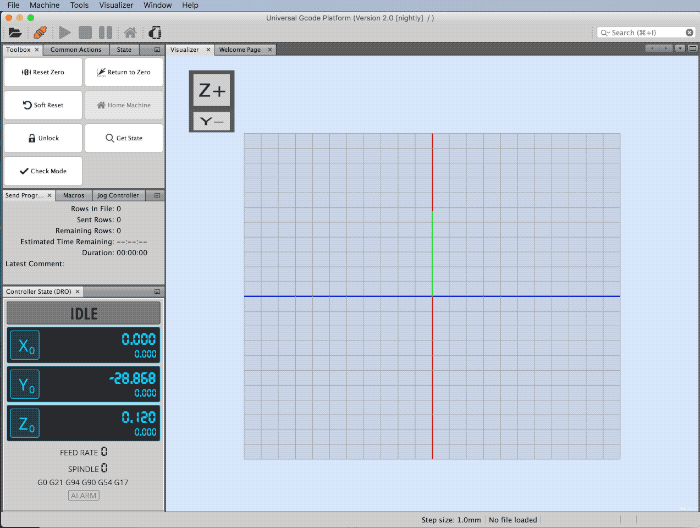 File Machine Tools Visualizer Window Help
Universal Gcode Platform (Version 2.0 [nightly] / )
Search (⌘+I)
Toolbox Common Actions State
Visualizer Welcome Page
Reset Zero Return to Zero
Soft Reset Home Machine
Unlock Get State
Check Mode
Z+
Y−
Send Progr... Macros Jog Controller
Rows In File: 0
Sent Rows: 0
Remaining Rows: 0
Estimated Time Remaining: --:--:--
Duration: 00:00:00
Latest Comment:
Controller State (DRO)
IDLE
X0 0.000
0.000
Y0 -28.868
0.000
Z0 0.120
0.000
FEED RATE 0
SPINDLE 0
G0 G21 G94 G90 G54 G17
ALARM
Step size: 1.0mm No file loaded